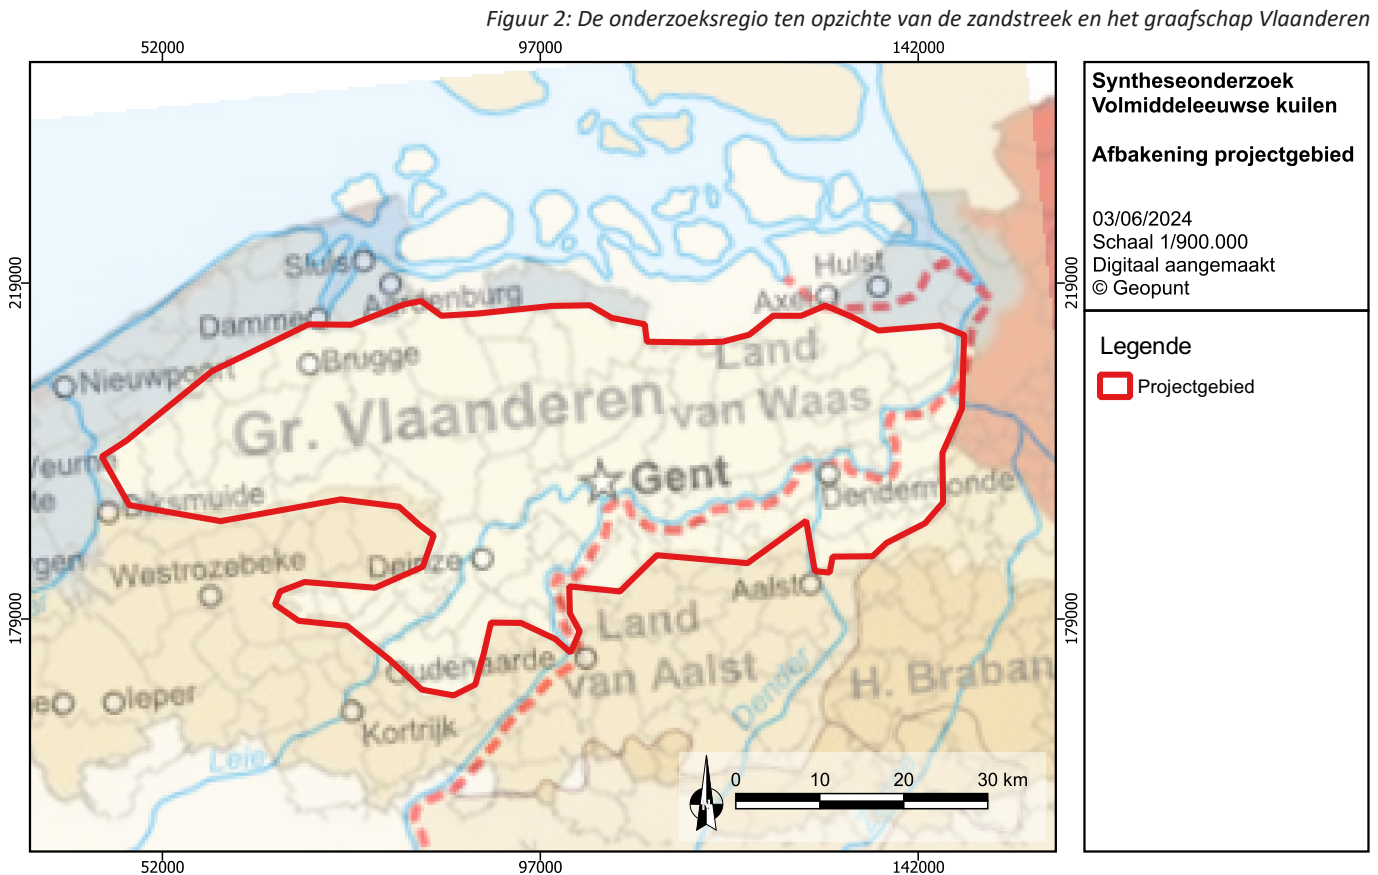 Figuur 2: De onderzoeksregio ten opzichte van de zandstreek en het graafschap Vlaanderen
52000 97000 142000
Syntheseonderzoek
Volmiddeleeuwse kuilen
Afbakening projectgebied
03/06/2024
Schaal 1/900.000
Digitaal aangemaakt
© Geopunt
Legende
Projectgebied
219000
219000
179000
179000
Sluis
Hulst
Aardenburg
Axel
Damme
Brugge
Nieuwpoort
Land
van Waas
Gr. Vlaanderen
Gent
Dendermonde
Diksmuide
Westrozebeke
Deinze
Aalst
Land
van Aalst
Oudenaarde
H. Braban
Ieper
Kortrijk
Leie
Dender
N
0 10 20 30 km
52000 97000 142000